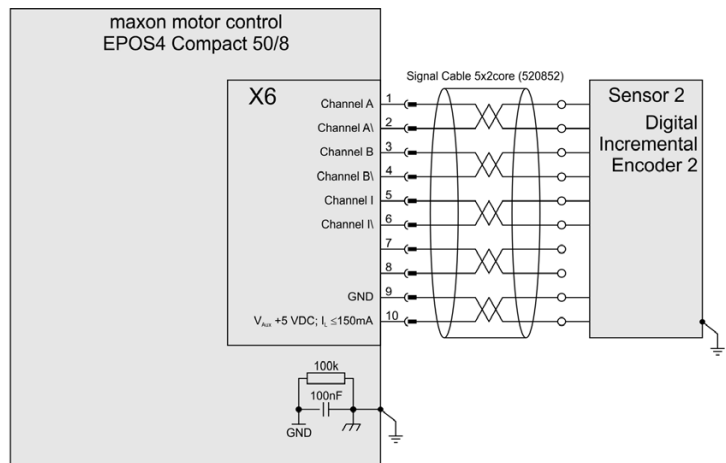 maxon motor control
EPOS4 Compact 50/8
Signal Cable 5x2core (520852)
X6
Sensor 2
Digital
Incremental
Encoder 2
Channel A 1
Channel A\ 2
Channel B 3
Channel B\ 4
Channel I 5
Channel I\ 6
7
8
GND 9
VAux +5 VDC; IL ≤150mA 10
100k
100nF
GND